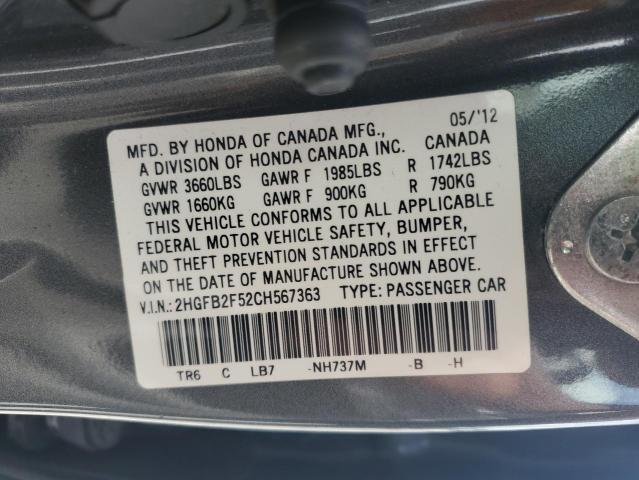 05/'12
MFD. BY HONDA OF CANADA MFG., CANADA
A DIVISION OF HONDA CANADA INC.
GVWR 3660LBS GAWR F 1985LBS R 1742LBS
GVWR 1660KG GAWR F 900KG R 790KG
THIS VEHICLE CONFORMS TO ALL APPLICABLE
FEDERAL MOTOR VEHICLE SAFETY, BUMPER,
AND THEFT PREVENTION STANDARDS IN EFFECT
ON THE DATE OF MANUFACTURE SHOWN ABOVE.
V.I.N.:2HGFB2F52CH567363 TYPE: PASSENGER CAR
TR6 C LB7 -NH737M -B -H